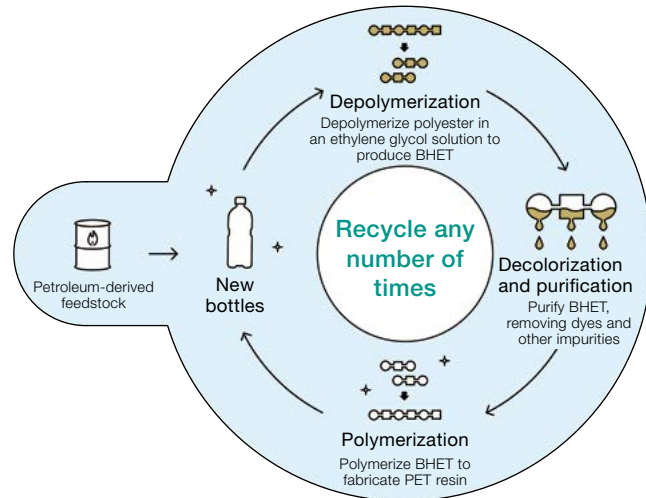 Depolymerization
Depolymerize polyester in
an ethylene glycol solution to
produce BHET
Recycle any
number of
times
Decolorization
and purification
Purify BHET,
removing dyes and
other impurities
Petroleum-derived
feedstock
New
bottles
Polymerization
Polymerize BHET to
fabricate PET resin